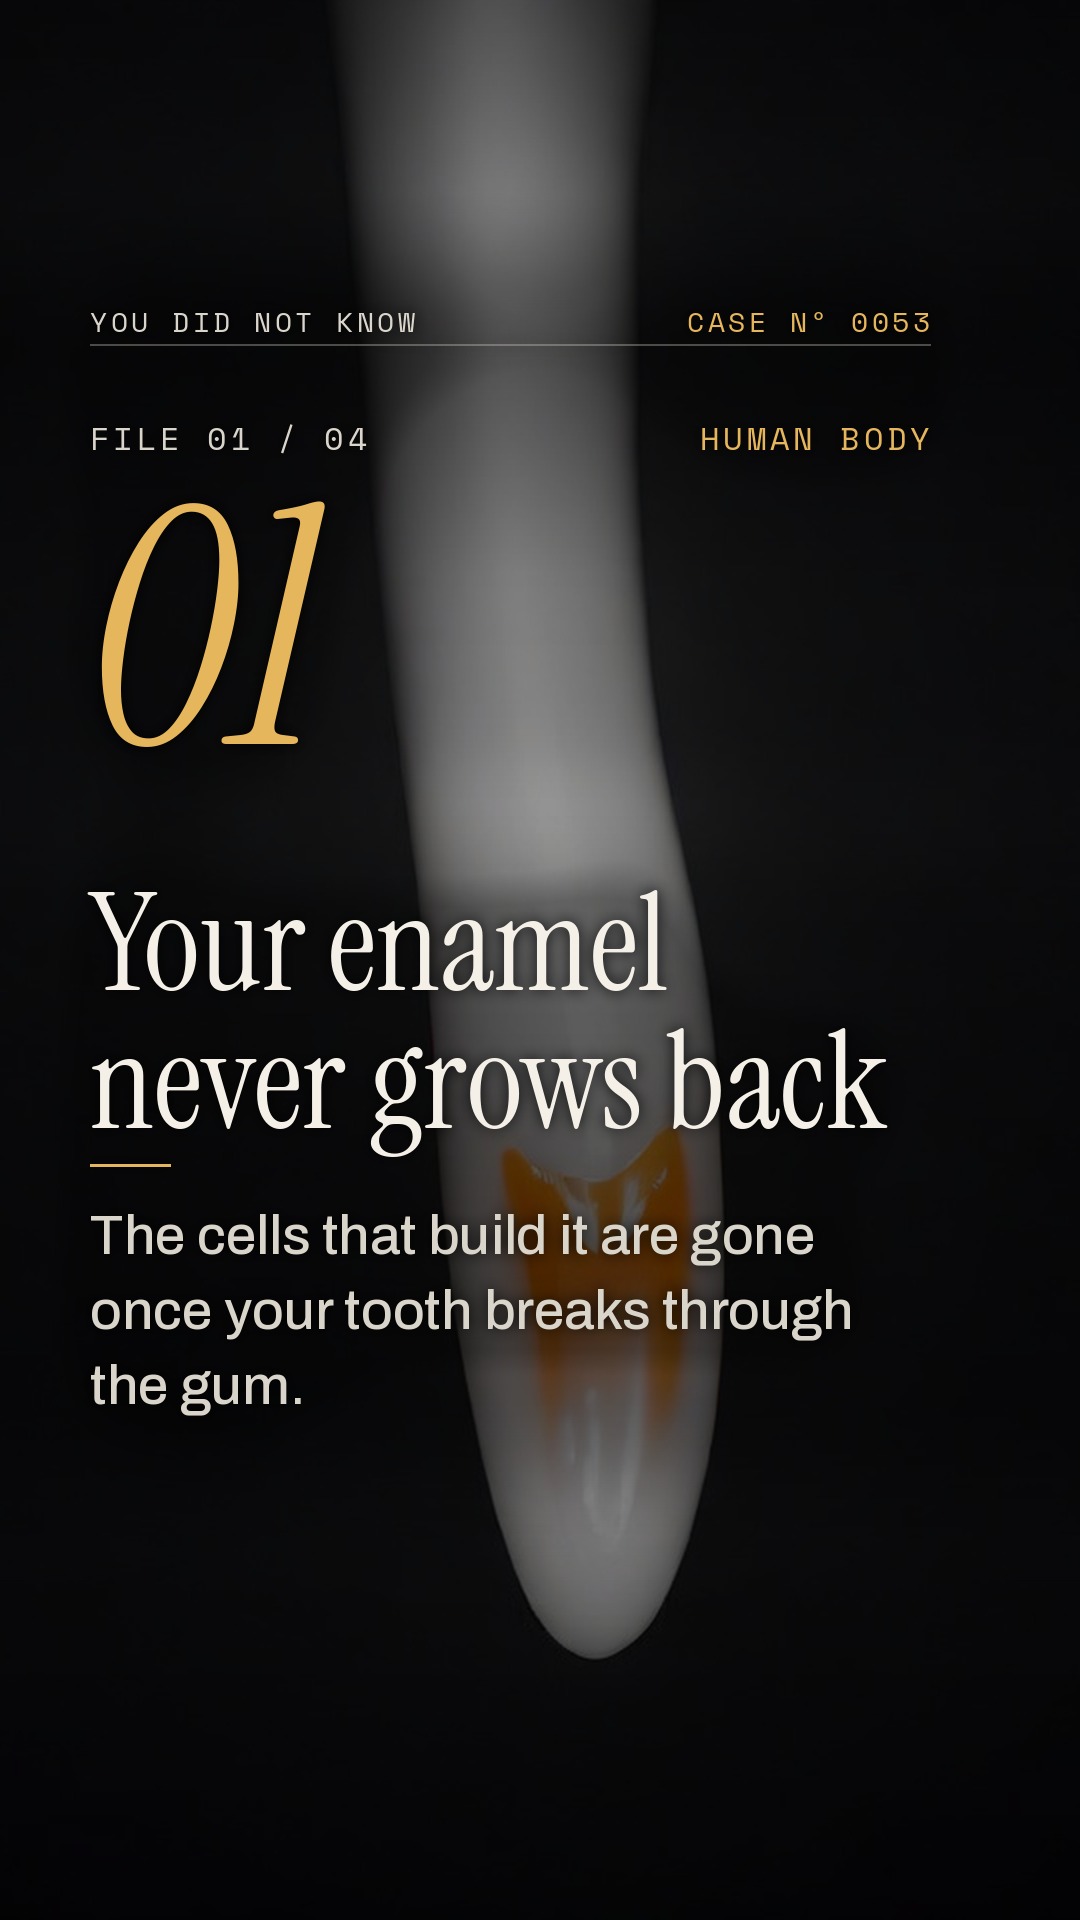 YOU DID NOT KNOW CASE N° 0053
FILE 01 / 04 HUMAN BODY
01
Your enamel
never grows back
The cells that build it are gone
once your tooth breaks through
the gum.